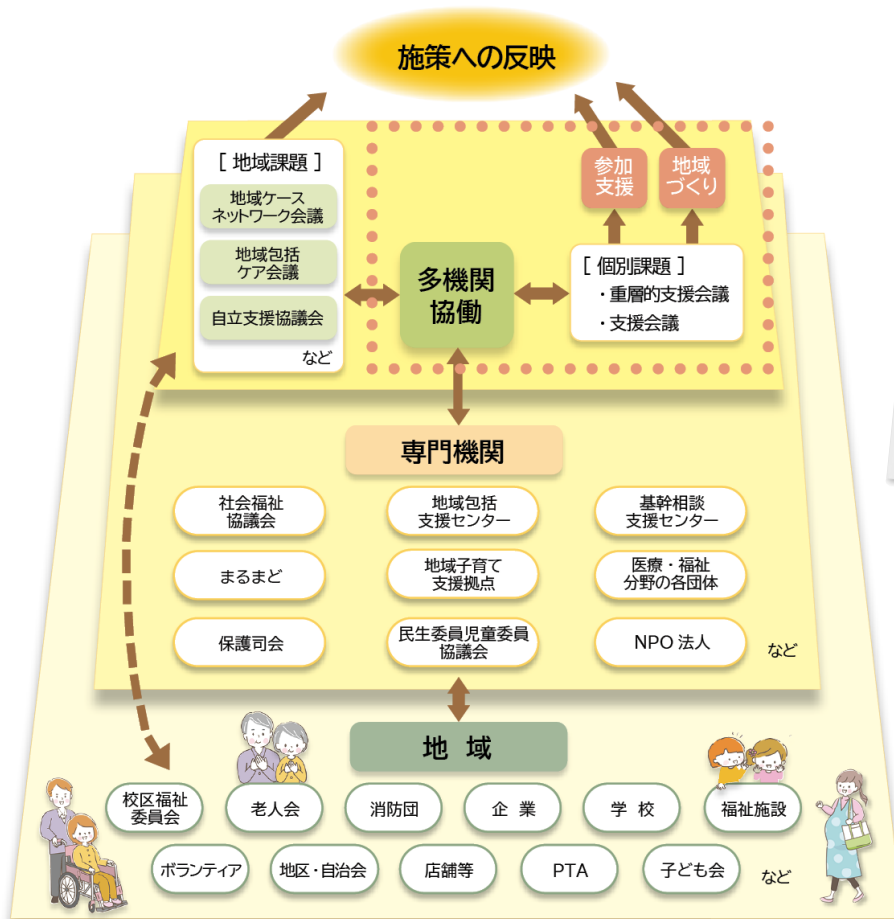 施策への反映
[ 地域課題 ]
地域ケース
ネットワーク会議
地域包括
ケア会議
自立支援協議会
など
多機関
協働
参加
支援
地域
づくり
[ 個別課題 ]
・重層的支援会議
・支援会議
専門機関
社会福祉
協議会
地域包括
支援センター
基幹相談
支援センター
まるまど
地域子育て
支援拠点
医療・福祉
分野の各団体
保護司会
民生委員児童委員
協議会
NPO 法人
など
地 域
校区福祉
委員会
老人会
消防団
企 業
学 校
福祉施設
ボランティア
地区・自治会
店舗等
PTA
子ども会
など